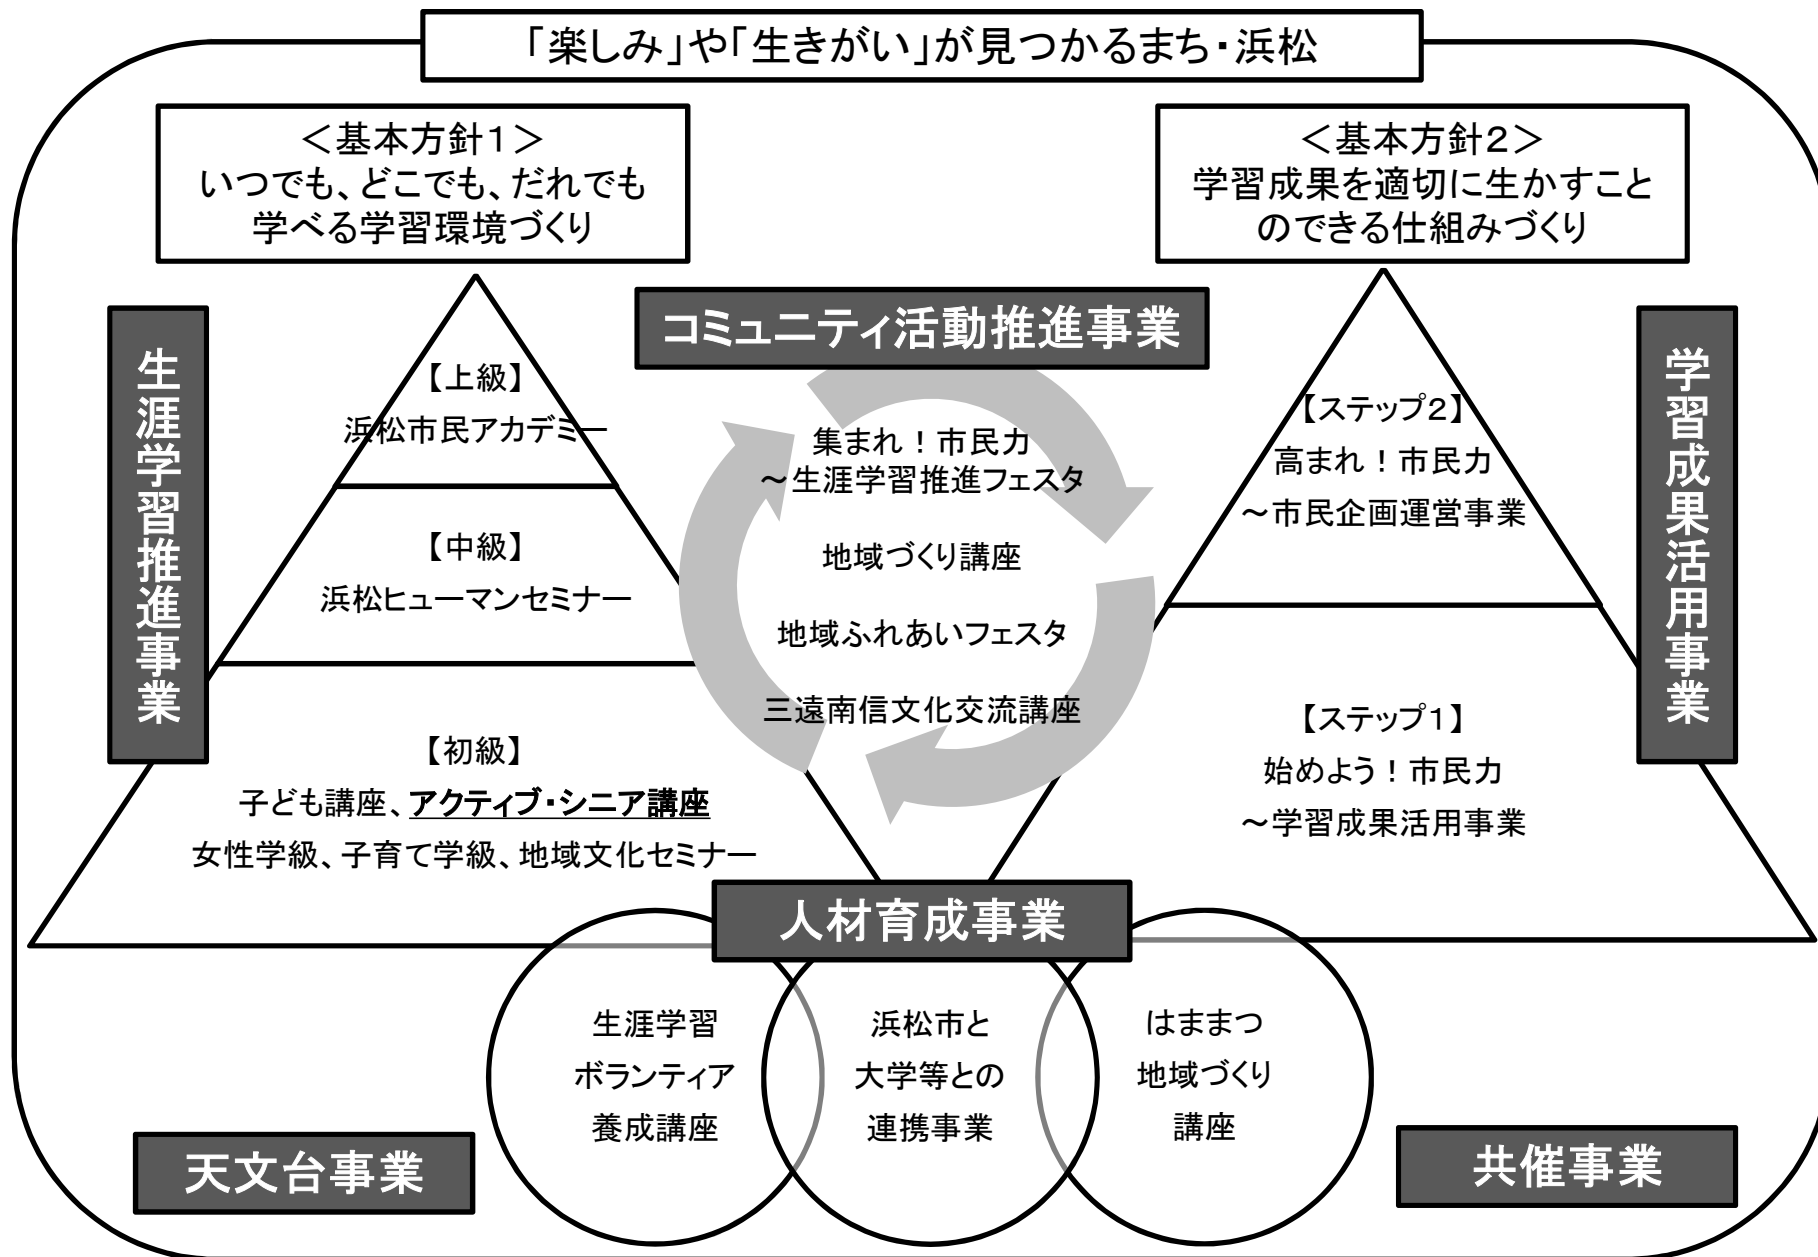 「楽しみ」や「生きがい」が見つかるまち・浜松
＜基本方針１＞
いつでも、どこでも、だれでも
学べる学習環境づくり
＜基本方針２＞
学習成果を適切に生かすこと
のできる仕組みづくり
生涯学習推進事業
【上級】
浜松市民アカデミー
【中級】
浜松ヒューマンセミナー
【初級】
子ども講座、アクティブ・シニア講座
女性学級、子育て学級、地域文化セミナー
コミュニティ活動推進事業
集まれ！市民力
～生涯学習推進フェスタ
地域づくり講座
地域ふれあいフェスタ
三遠南信文化交流講座
学習成果活用事業
【ステップ２】
高まれ！市民力
～市民企画運営事業
【ステップ１】
始めよう！市民力
～学習成果活用事業
人材育成事業
生涯学習
ボランティア
養成講座
浜松市と
大学等との
連携事業
はままつ
地域づくり
講座
天文台事業
共催事業